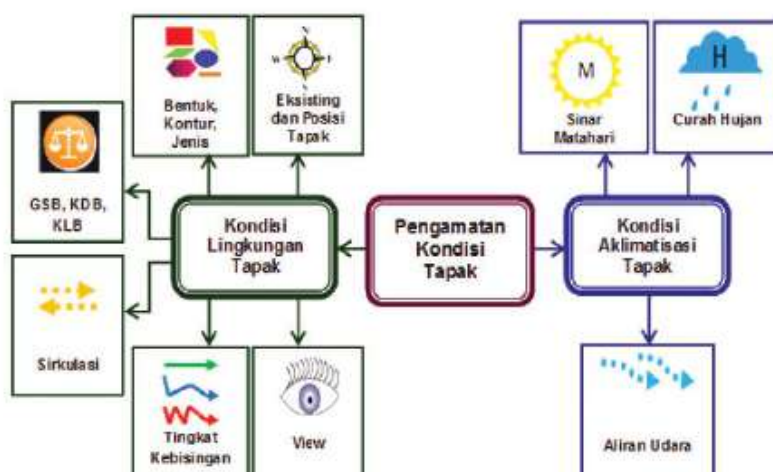 Bentuk,
Kontur,
Jenis
N
W
E
S
Eksisting
dan Posisi
Tapak
M
Sinar
Matahari
H
Curah Hujan
GSB, KDB,
KLB
Kondisi
Lingkungan
Tapak
Pengamatan
Kondisi
Tapak
Kondisi
Aklimatisasi
Tapak
Sirkulasi
Tingkat
Kebisingan
View
Aliran Udara